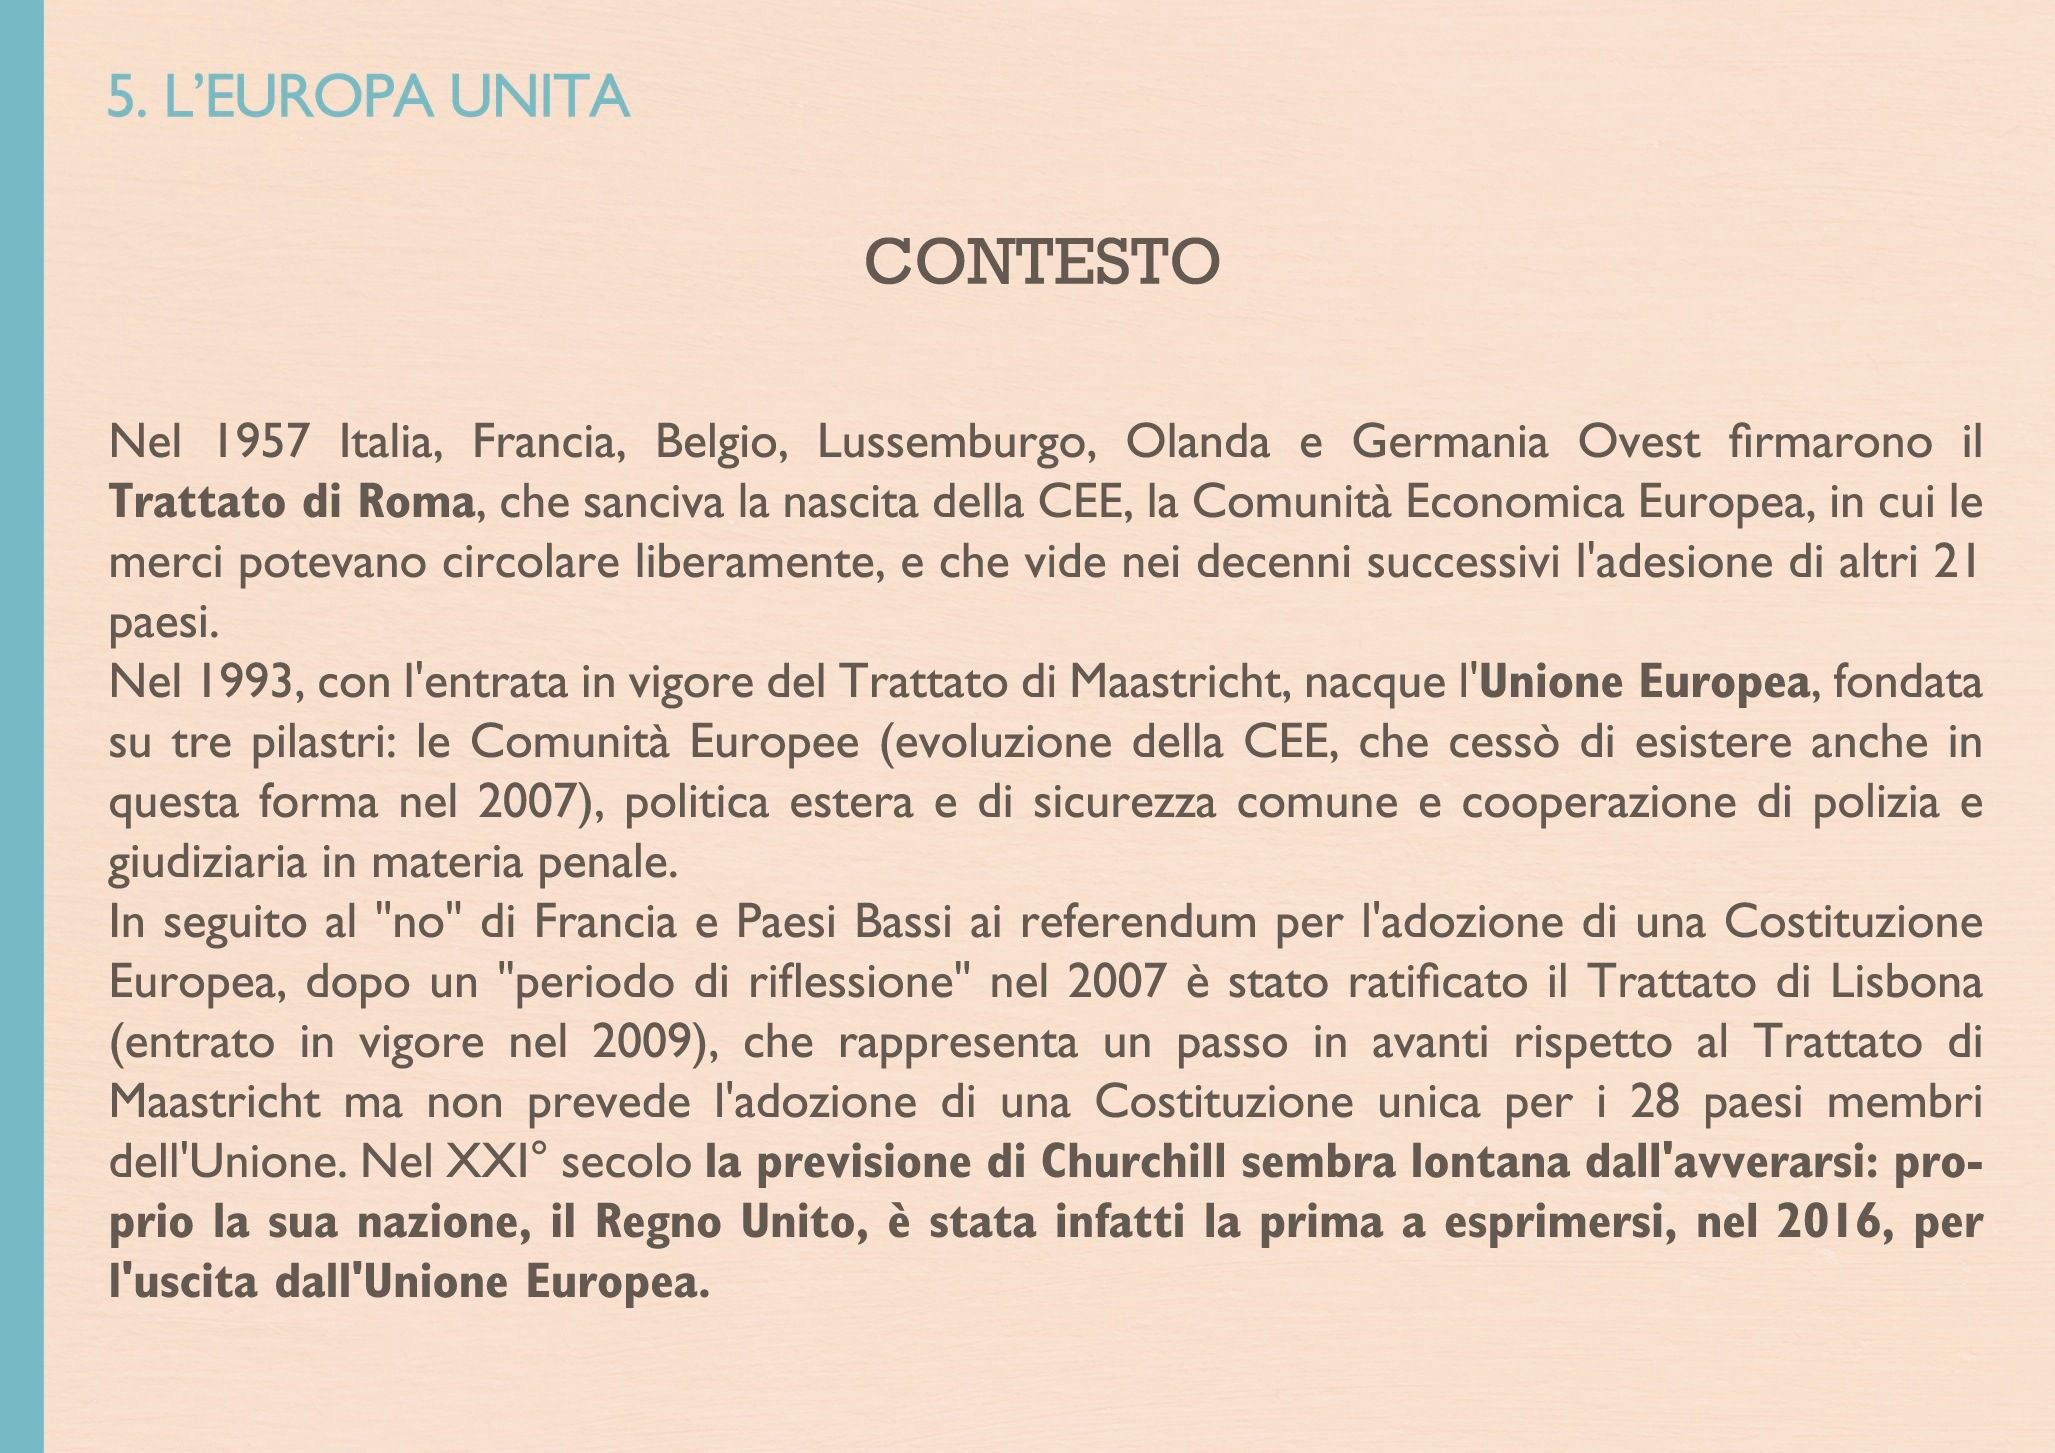 5. L’EUROPA UNITA
CONTESTO
Nel 1957 Italia, Francia, Belgio, Lussemburgo, Olanda e Germania Ovest firmarono il
Trattato di Roma, che sanciva la nascita della CEE, la Comunità Economica Europea, in cui le
merci potevano circolare liberamente, e che vide nei decenni successivi l'adesione di altri 21
paesi.
Nel 1993, con l'entrata in vigore del Trattato di Maastricht, nacque l'Unione Europea, fondata
su tre pilastri: le Comunità Europee (evoluzione della CEE, che cessò di esistere anche in
questa forma nel 2007), politica estera e di sicurezza comune e cooperazione di polizia e
giudiziaria in materia penale.
In seguito al "no" di Francia e Paesi Bassi ai referendum per l'adozione di una Costituzione
Europea, dopo un "periodo di riflessione" nel 2007 è stato ratificato il Trattato di Lisbona
(entrato in vigore nel 2009), che rappresenta un passo in avanti rispetto al Trattato di
Maastricht ma non prevede l'adozione di una Costituzione unica per i 28 paesi membri
dell'Unione. Nel XXI° secolo la previsione di Churchill sembra lontana dall'avverarsi: pro-
prio la sua nazione, il Regno Unito, è stata infatti la prima a esprimersi, nel 2016, per
l'uscita dall'Unione Europea.